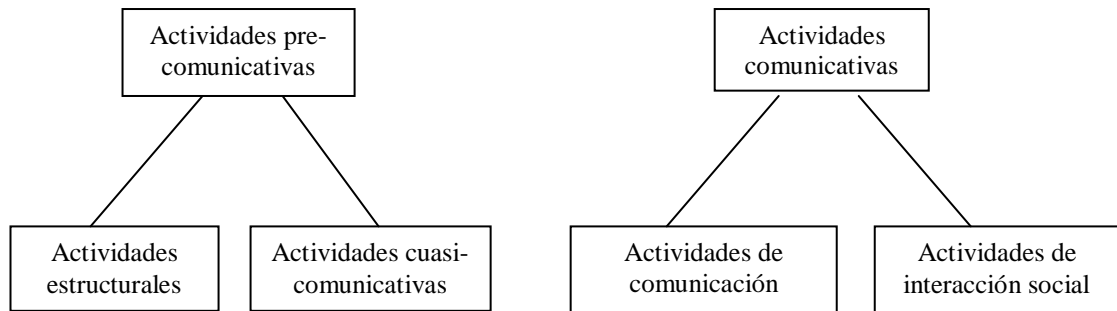 Actividades pre-
comunicativas
Actividades
comunicativas
Actividades
estructurales
Actividades cuasi-
comunicativas
Actividades de
comunicación
Actividades de
interacción social